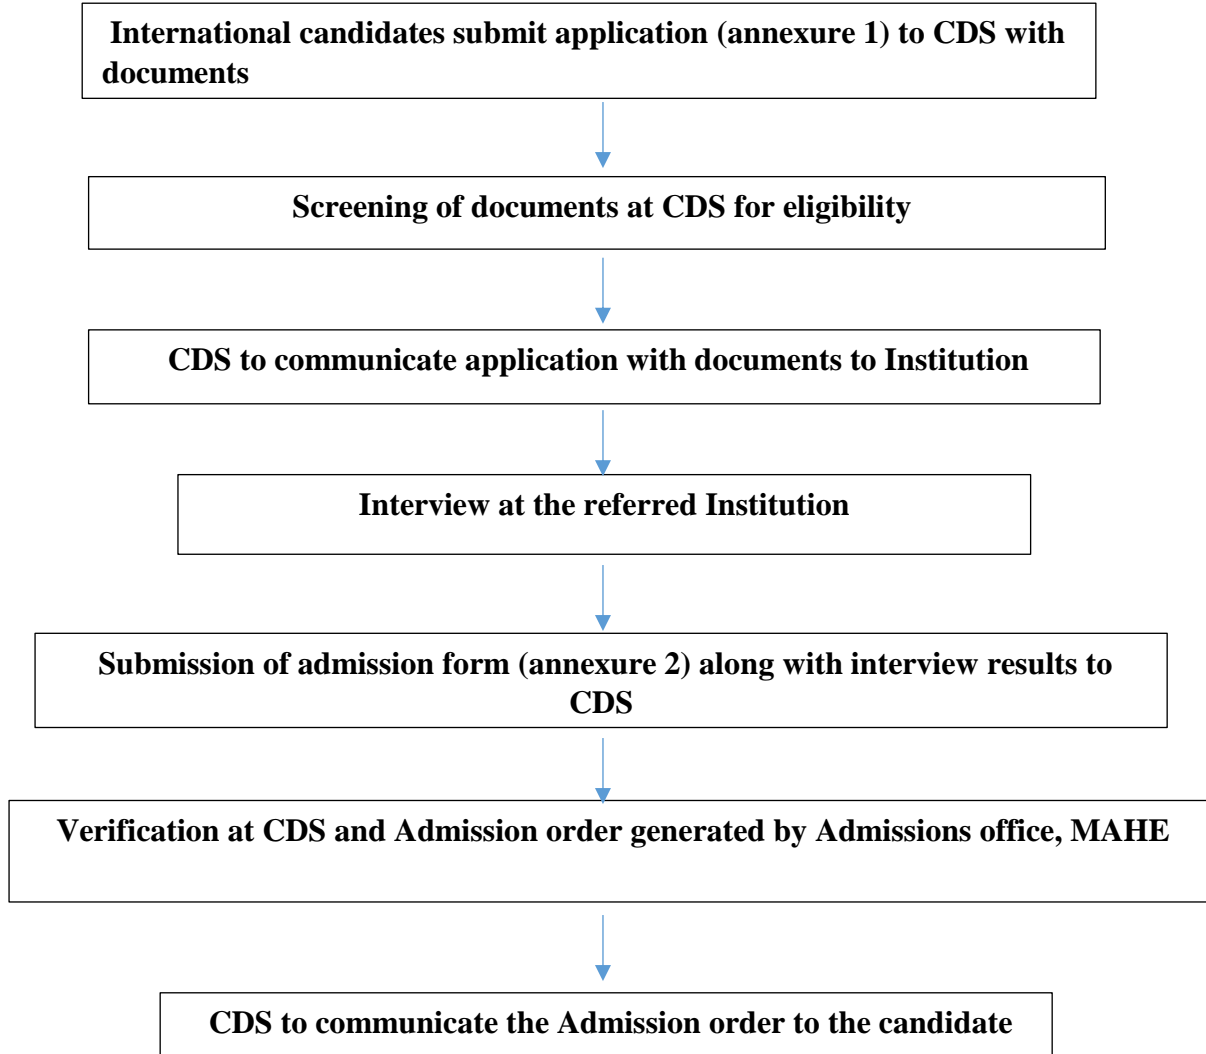 International candidates submit application (annexure 1) to CDS with
documents
Screening of documents at CDS for eligibility
CDS to communicate application with documents to Institution
Interview at the referred Institution
Submission of admission form (annexure 2) along with interview results to
CDS
Verification at CDS and Admission order generated by Admissions office, MAHE
CDS to communicate the Admission order to the candidate